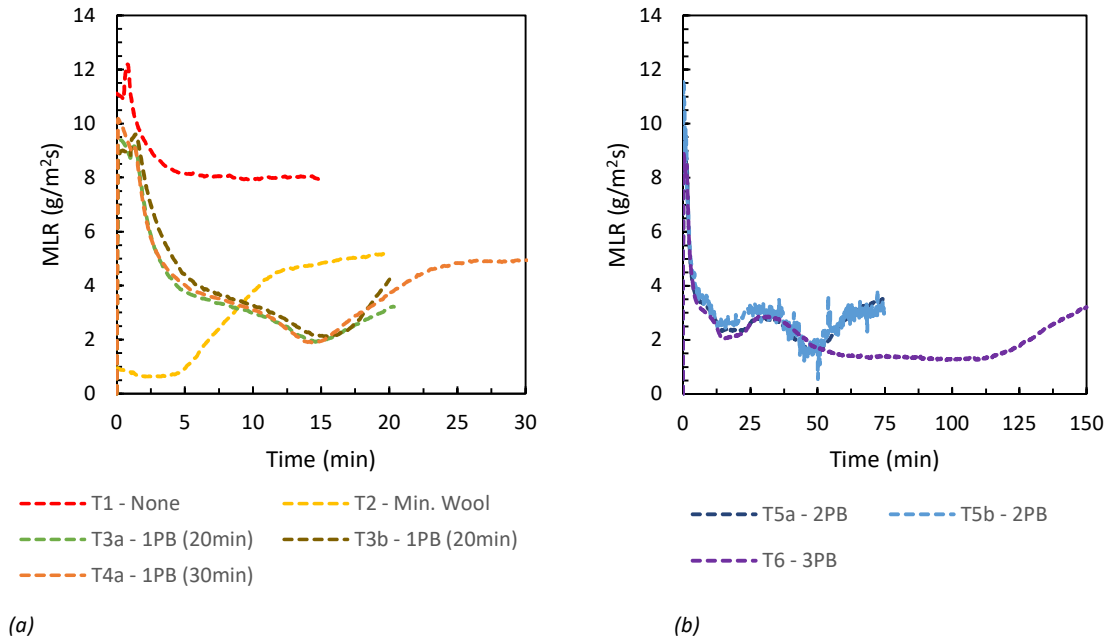 MLR (g/m²s)
14
12
10
8
6
4
2
0
0 5 10 15 20 25 30
Time (min)
T1 - None
T2 - Min. Wool
T3a - 1PB (20min)
T3b - 1PB (20min)
T4a - 1PB (30min)
(a)
MLR (g/m²s)
14
12
10
8
6
4
2
0
0 25 50 75 100 125 150
Time (min)
T5a - 2PB
T5b - 2PB
T6 - 3PB
(b)